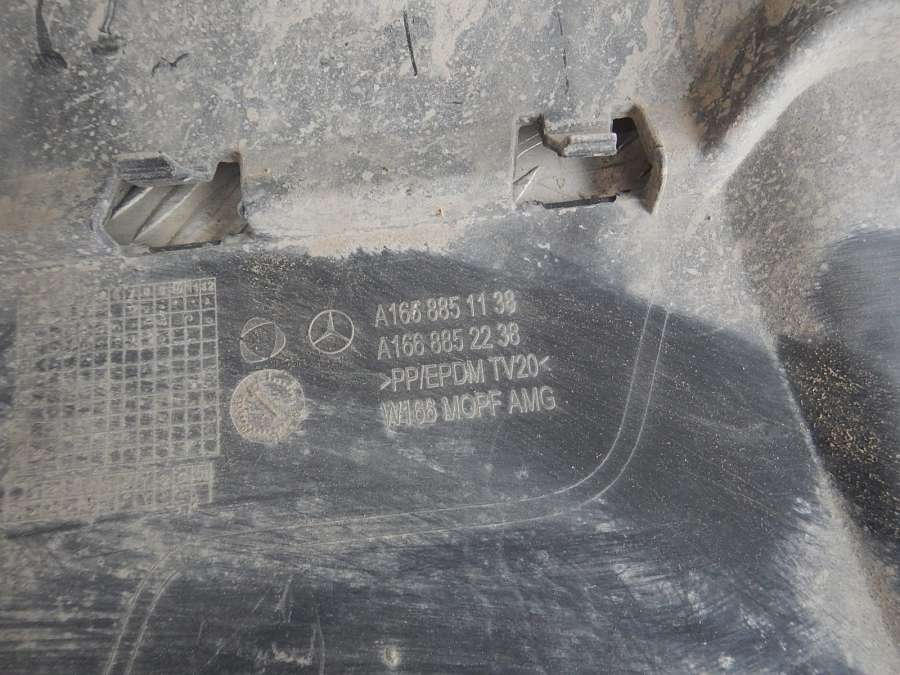 A166 885 11 38
A166 885 22 38
>PP/EPDM TV20<
W166 MOPF AMG